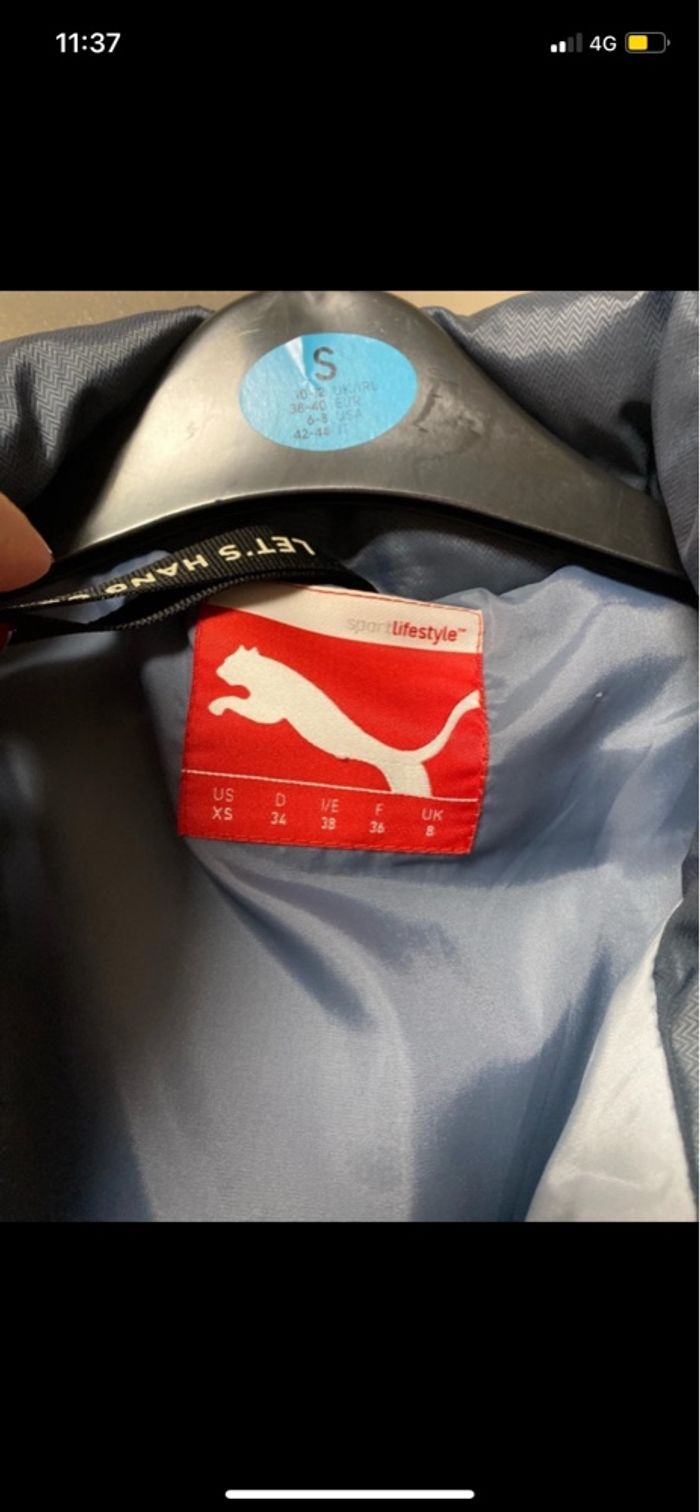 11:37
4G
S
10-12 UK/IRL
38-40 EUR
6-8 USA
42-44 IT
LET'S HANG
sportlifestyle™
US D I/E F UK
XS 34 38 36 8